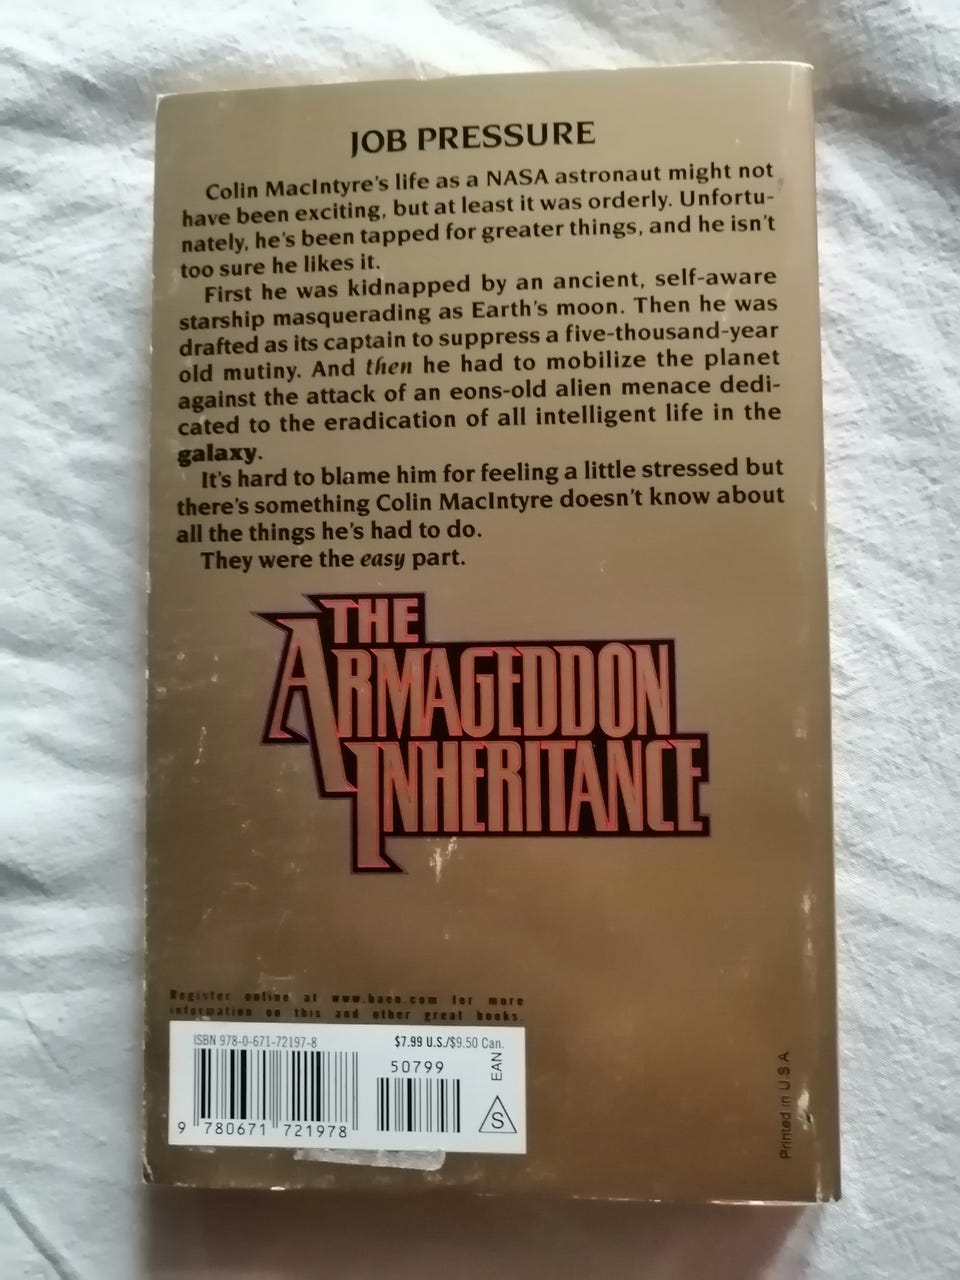 JOB PRESSURE
Colin MacIntyre's life as a NASA astronaut might not
have been exciting, but at least it was orderly. Unfortu-
nately, he's been tapped for greater things, and he isn't
too sure he likes it.
First he was kidnapped by an ancient, self-aware
starship masquerading as Earth's moon. Then he was
drafted as its captain to suppress a five-thousand-year
old mutiny. And then he had to mobilize the planet
against the attack of an eons-old alien menace dedi-
cated to the eradication of all intelligent life in the
galaxy.
It's hard to blame him for feeling a little stressed but
there's something Colin MacIntyre doesn't know about
all the things he's had to do.
They were the easy part.
THE
ARMAGEDDON
INHERITANCE
Register online at www.baen.com for more
information on this and other great books.
ISBN 978-0-671-72197-8
$7.99 U.S./$9.50 Can.
50799
EAN
S
9 780671 721978
Printed in U.S.A.